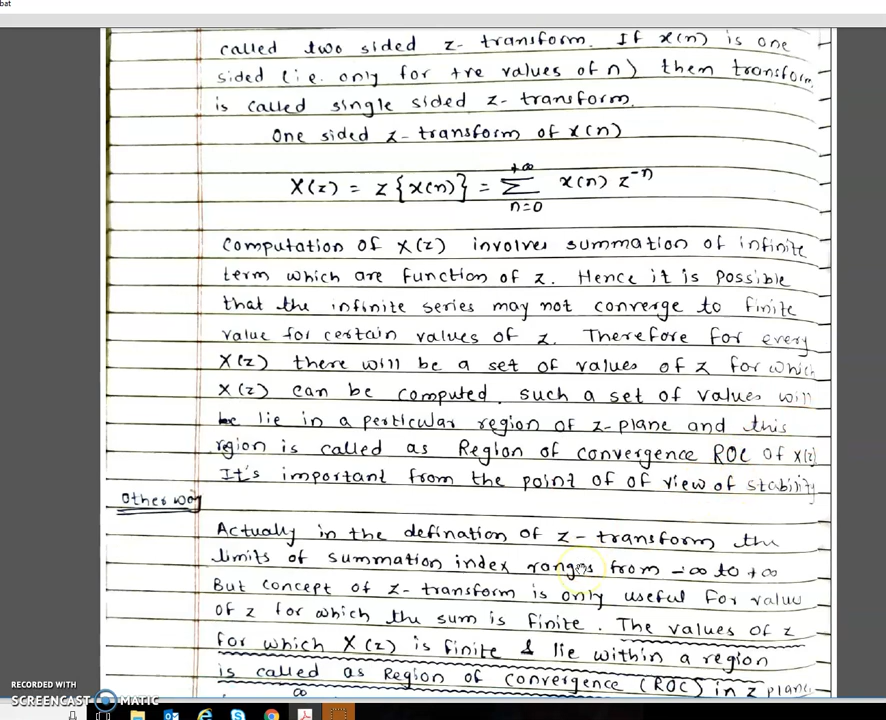 bat
called two sided z-transform. If x(n) is one
sided (i.e. only for +ve values of n) then transform
is called single sided z-transform.
One sided z-transform of x(n)
X(z) = z{x(n)} = +∞ Σ n=0 x(n) z^-n
Computation of X(z) involves summation of infinite
term which are function of z. Hence it is possible
that the infinite series may not converge to finite
value for certain values of z. Therefore for every
X(z) there will be a set of values of z for which
X(z) can be computed. such a set of values will
be lie in a perticular region of z-plane and this
region is called as Region of convergence ROC of X(z)
It's important from the point of of view of stability
Other way
Actually in the defination of z-transform the
limits of summation index ranges from -∞ to +∞
But concept of z-transform is only useful for value
of z for which the sum is finite. The values of z
for which X(z) is finite & lie within a region
is called as Region of convergence (ROC) in z plane.
∞
RECORDED WITH
SCREENCAST MATIC